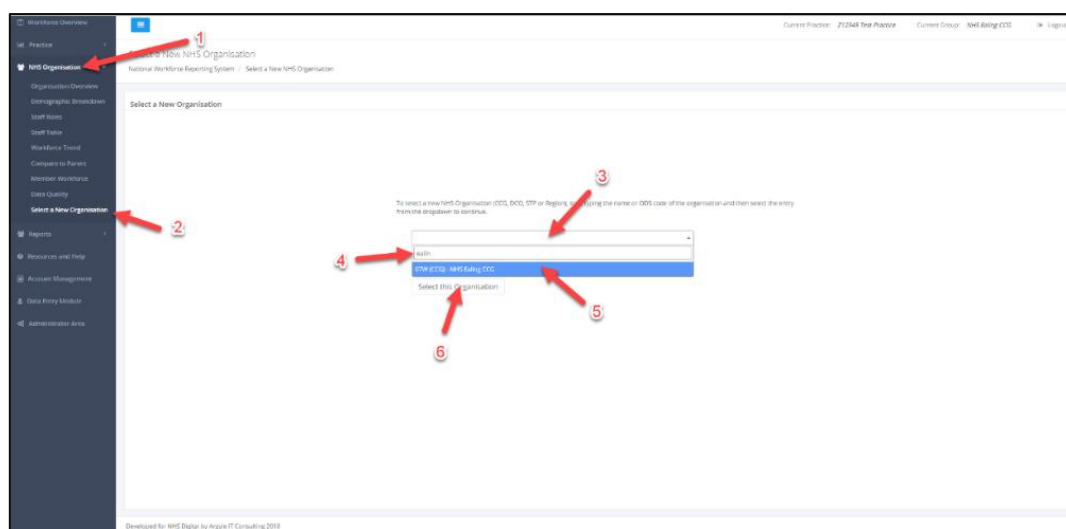 Workforce Overview
Practice
NHS Organisation
Organisation Overview
Demographic Breakdown
Staff Roles
Staff Table
Workforce Trend
Compare to Parent
Member Workforce
Data Quality
Select a New Organisation
Reports
Resources and Help
Account Management
Data Entry Module
Administrator Area
Current Practice: Z12345 Test Practice Current Group: NHS Ealing CCG Logout
Select a New NHS Organisation
National Workforce Reporting System / Select a New NHS Organisation
Select a New Organisation
To select a new NHS Organisation (CCG, DCO, STP or Region), typing the name or ODS code of the organisation and then select the entry
from the dropdown to continue.
ealin
07W (CCG) - NHS Ealing CCG
Select this Organisation
1
2
3
4
5
6
Developed for NHS Digital by Argule IT Consulting 2018